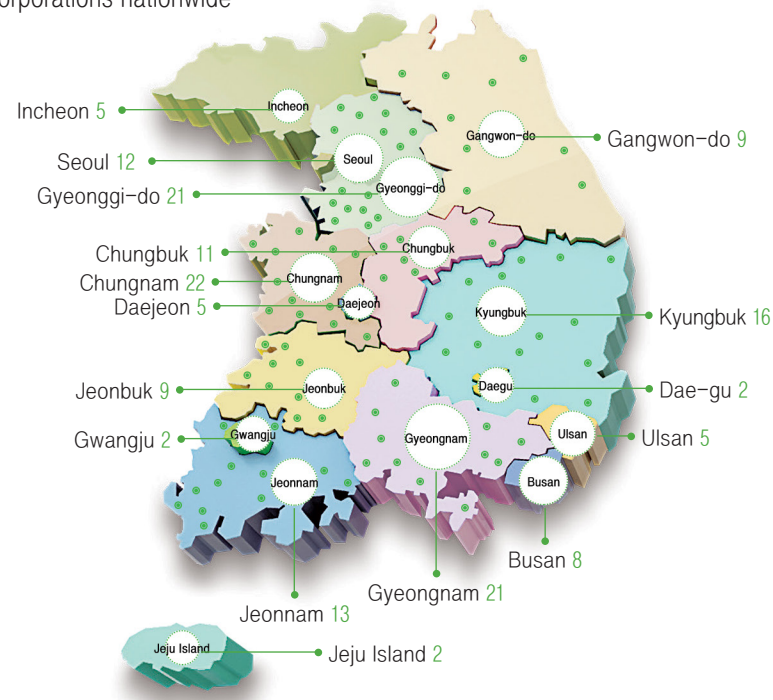 orporations nationwide
Incheon
Incheon 5
Gangwon-do
Gangwon-do 9
Seoul
Seoul 12
Gyeonggi-do
Gyeonggi-do 21
Chungbuk
Chungbuk 11
Chungnam
Chungnam 22
Daejeon
Daejeon 5
Kyungbuk
Kyungbuk 16
Jeonbuk
Jeonbuk 9
Daegu
Dae-gu 2
Gwangju
Gwangju 2
Gyeongnam
Ulsan
Ulsan 5
Jeonnam
Busan
Busan 8
Gyeongnam 21
Jeonnam 13
Jeju Island
Jeju Island 2